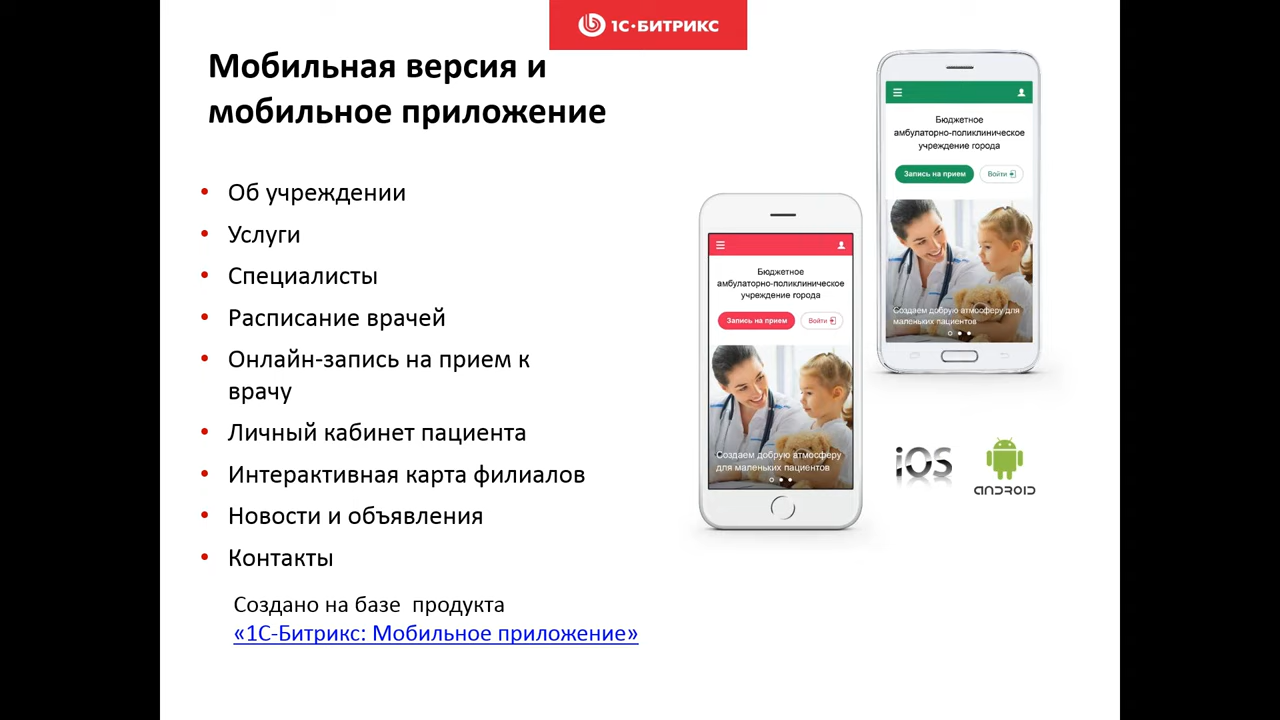 1С·БИТРИКС
Мобильная версия и
мобильное приложение
• Об учреждении
• Услуги
• Специалисты
• Расписание врачей
• Онлайн-запись на прием к
врачу
• Личный кабинет пациента
• Интерактивная карта филиалов
• Новости и объявления
• Контакты
Создано на базе продукта
«1С-Битрикс: Мобильное приложение»
Бюджетное
амбулаторно-поликлиническое
учреждение города
Запись на прием
Войти
Создаем добрую атмосферу
для маленьких пациентов
Бюджетное
амбулаторно-поликлиническое
учреждение города
Запись на прием
Войти
Создаем добрую атмосферу для
маленьких пациентов
iOS
ANDROID